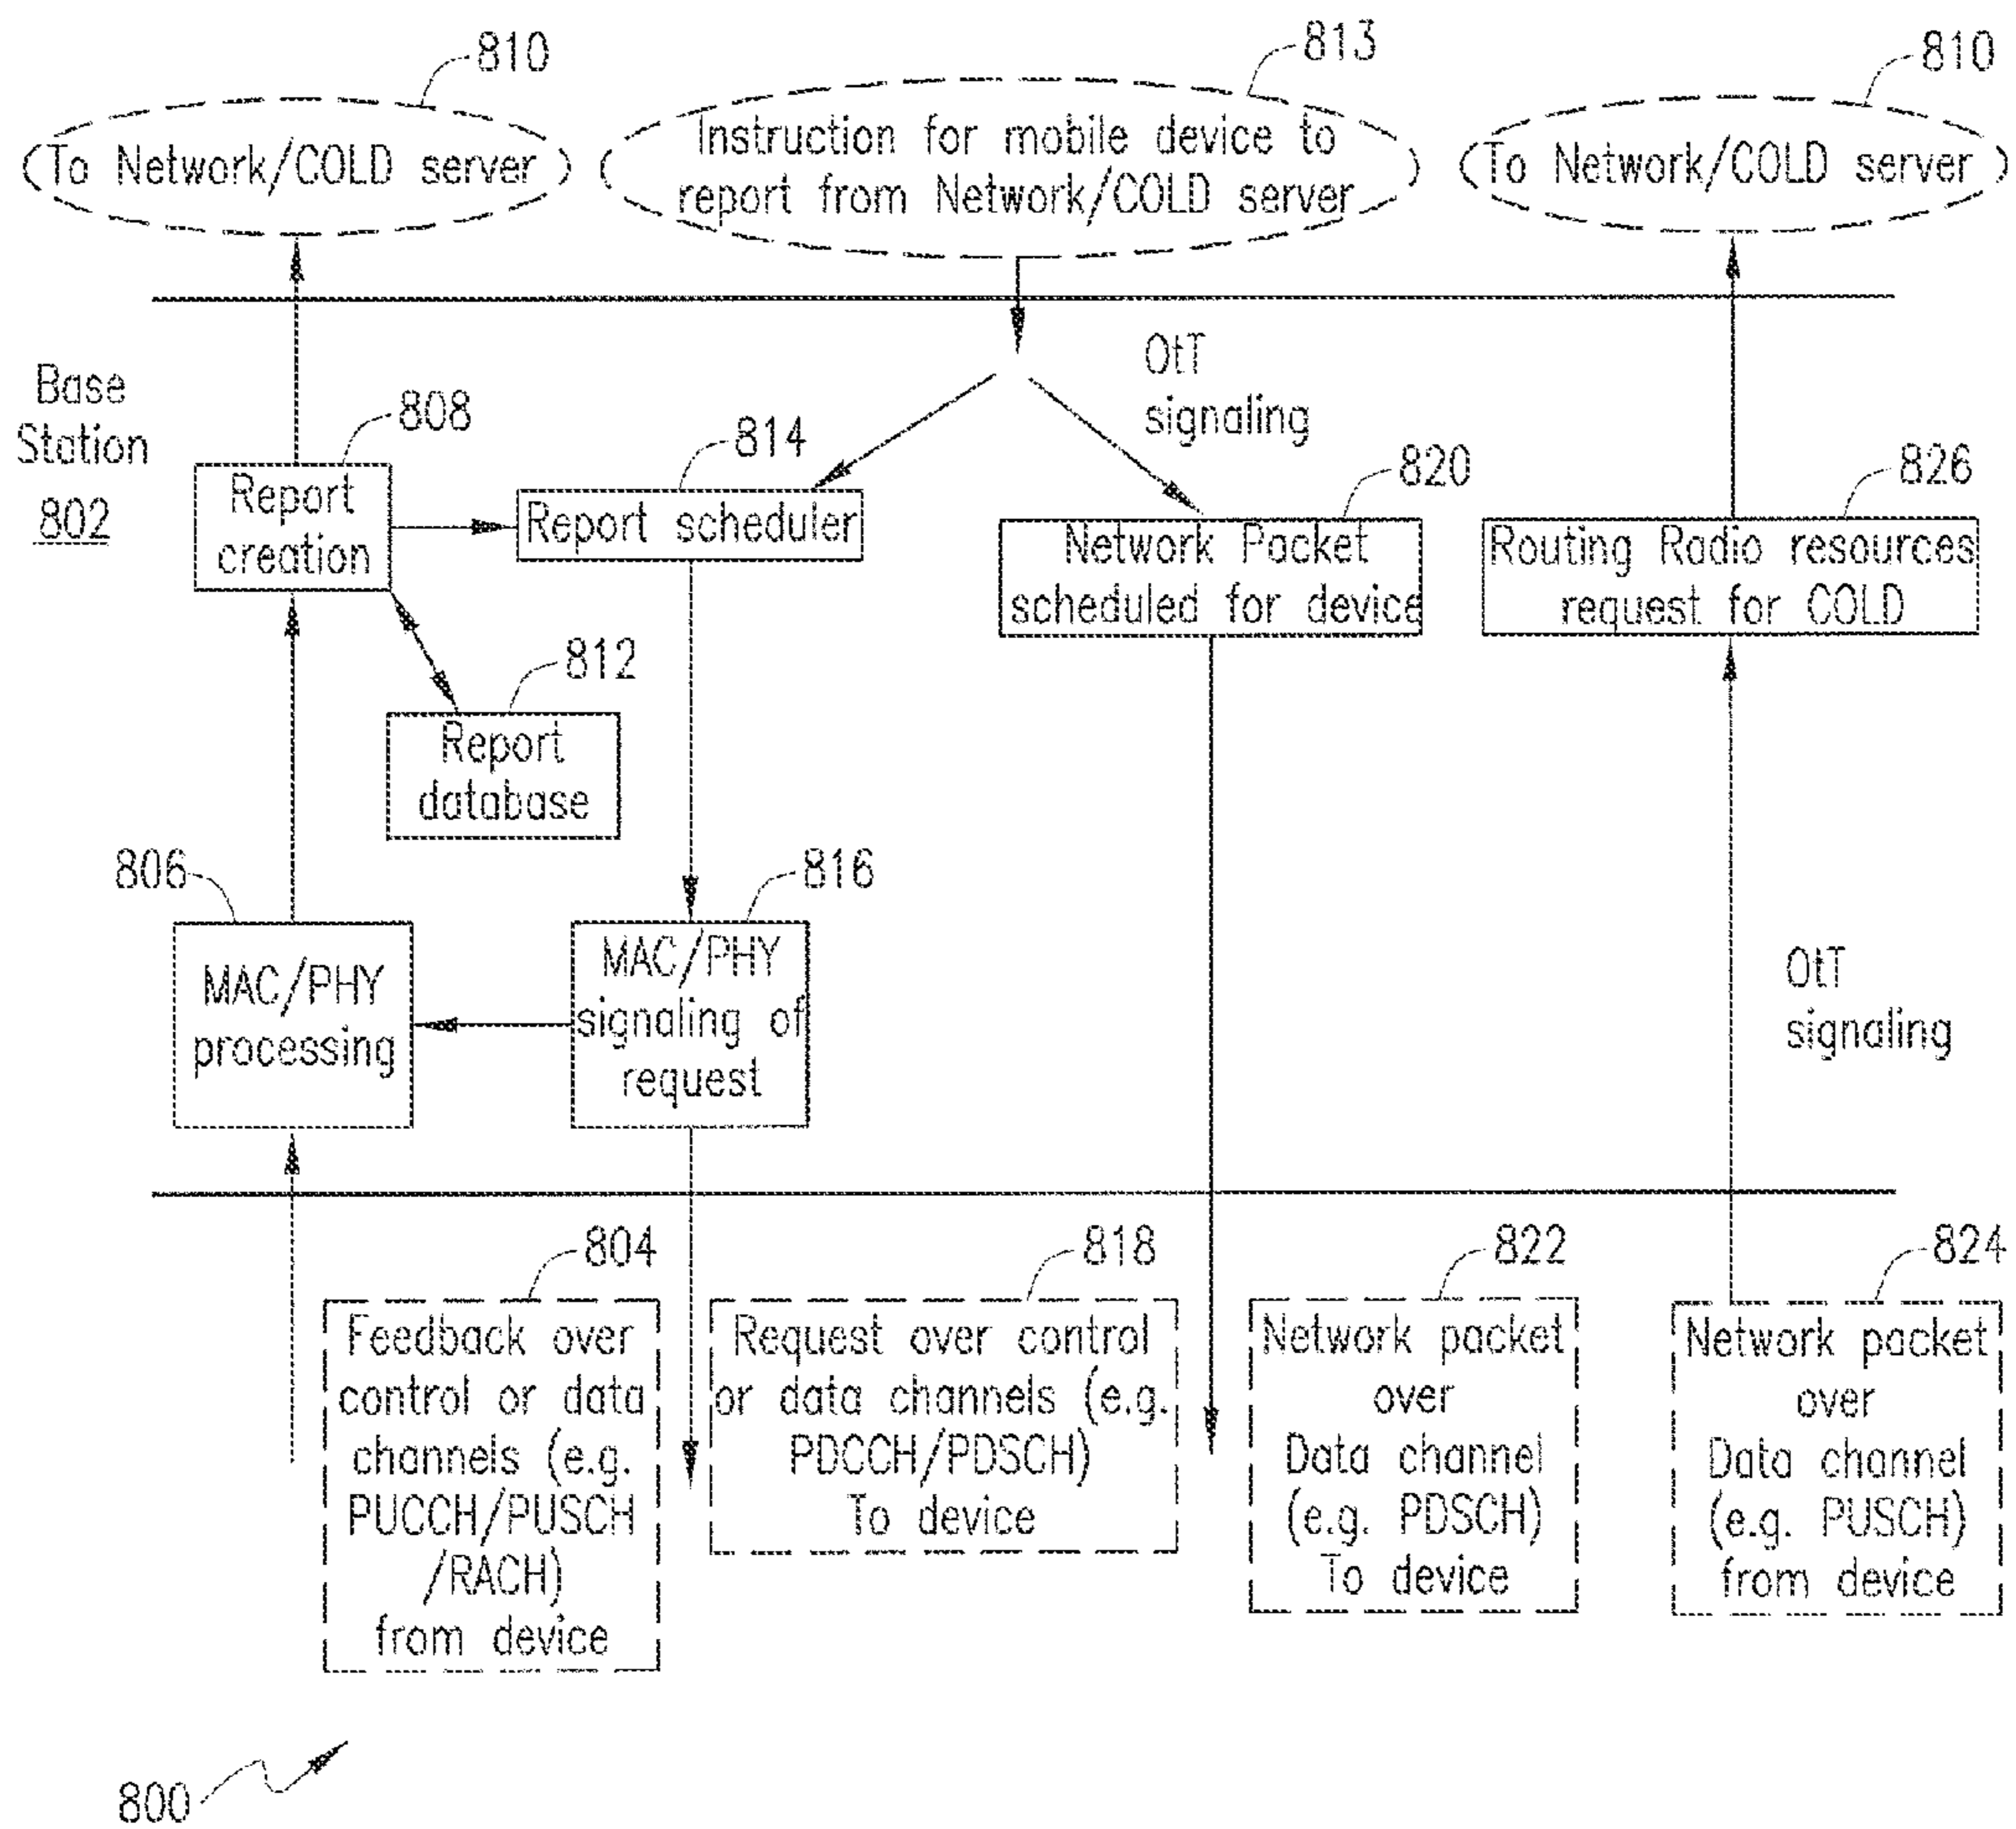 810
To Network/COLD server
813
Instruction for mobile device to
report from Network/COLD server
810
To Network/COLD server
Base
Station
802
OtT
signaling
808
Report
creation
814
Report scheduler
820
Network Packet
scheduled for device
826
Routing Radio resources
request for COLD
812
Report
database
806
MAC/PHY
processing
816
MAC/PHY
signaling of
request
OtT
signaling
804
Feedback over
control or data
channels (e.g.
PUCCH/PUSCH
/RACH)
from device
818
Request over control
or data channels (e.g.
PDCCH/PDSCH)
To device
822
Network packet
over
Data channel
(e.g. PDSCH)
To device
824
Network packet
over
Data channel
(e.g. PUSCH)
from device
800